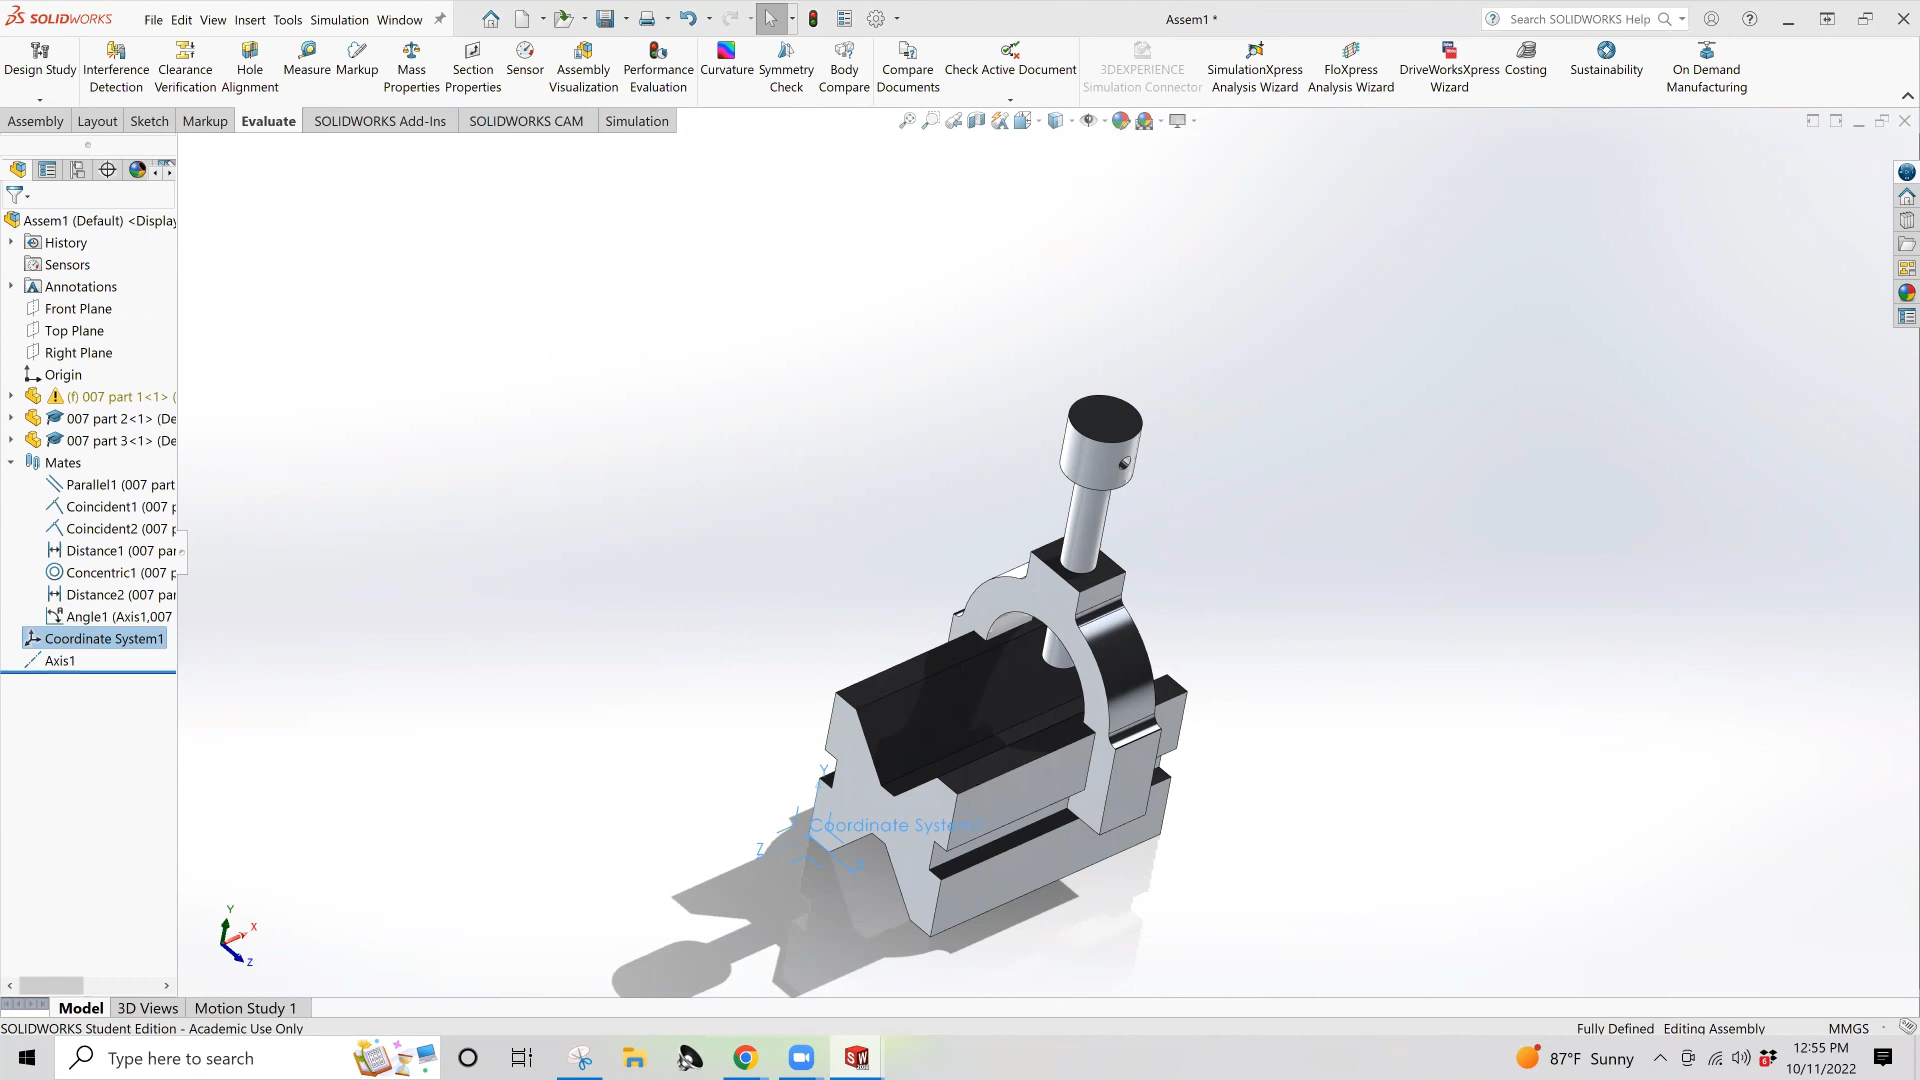 SOLIDWORKS File Edit View Insert Tools Simulation Window Assem1 * Search SOLIDWORKS Help
Design Study Interference Detection Clearance Verification Hole Alignment Measure Markup Mass Properties Section Properties Sensor Assembly Visualization Performance Evaluation Curvature Symmetry Check Body Compare Compare Documents Check Active Document 3DEXPERIENCE Simulation Connector SimulationXpress Analysis Wizard FloXpress Analysis Wizard DriveWorksXpress Wizard Costing Sustainability On Demand Manufacturing
Assembly Layout Sketch Markup Evaluate SOLIDWORKS Add-Ins SOLIDWORKS CAM Simulation
Assem1 (Default) <Display
History
Sensors
Annotations
Front Plane
Top Plane
Right Plane
Origin
(f) 007 part 1<1> (
007 part 2<1> (De
007 part 3<1> (De
Mates
Parallel1 (007 part
Coincident1 (007 p
Coincident2 (007 p
Distance1 (007 par
Concentric1 (007 p
Distance2 (007 par
Angle1 (Axis1,007
Coordinate System1
Axis1
Y
Coordinate System1
Z
Y
X
Z
Model 3D Views Motion Study 1
SOLIDWORKS Student Edition - Academic Use Only Fully Defined Editing Assembly MMGS
Type here to search 87°F Sunny 12:55 PM
10/11/2022